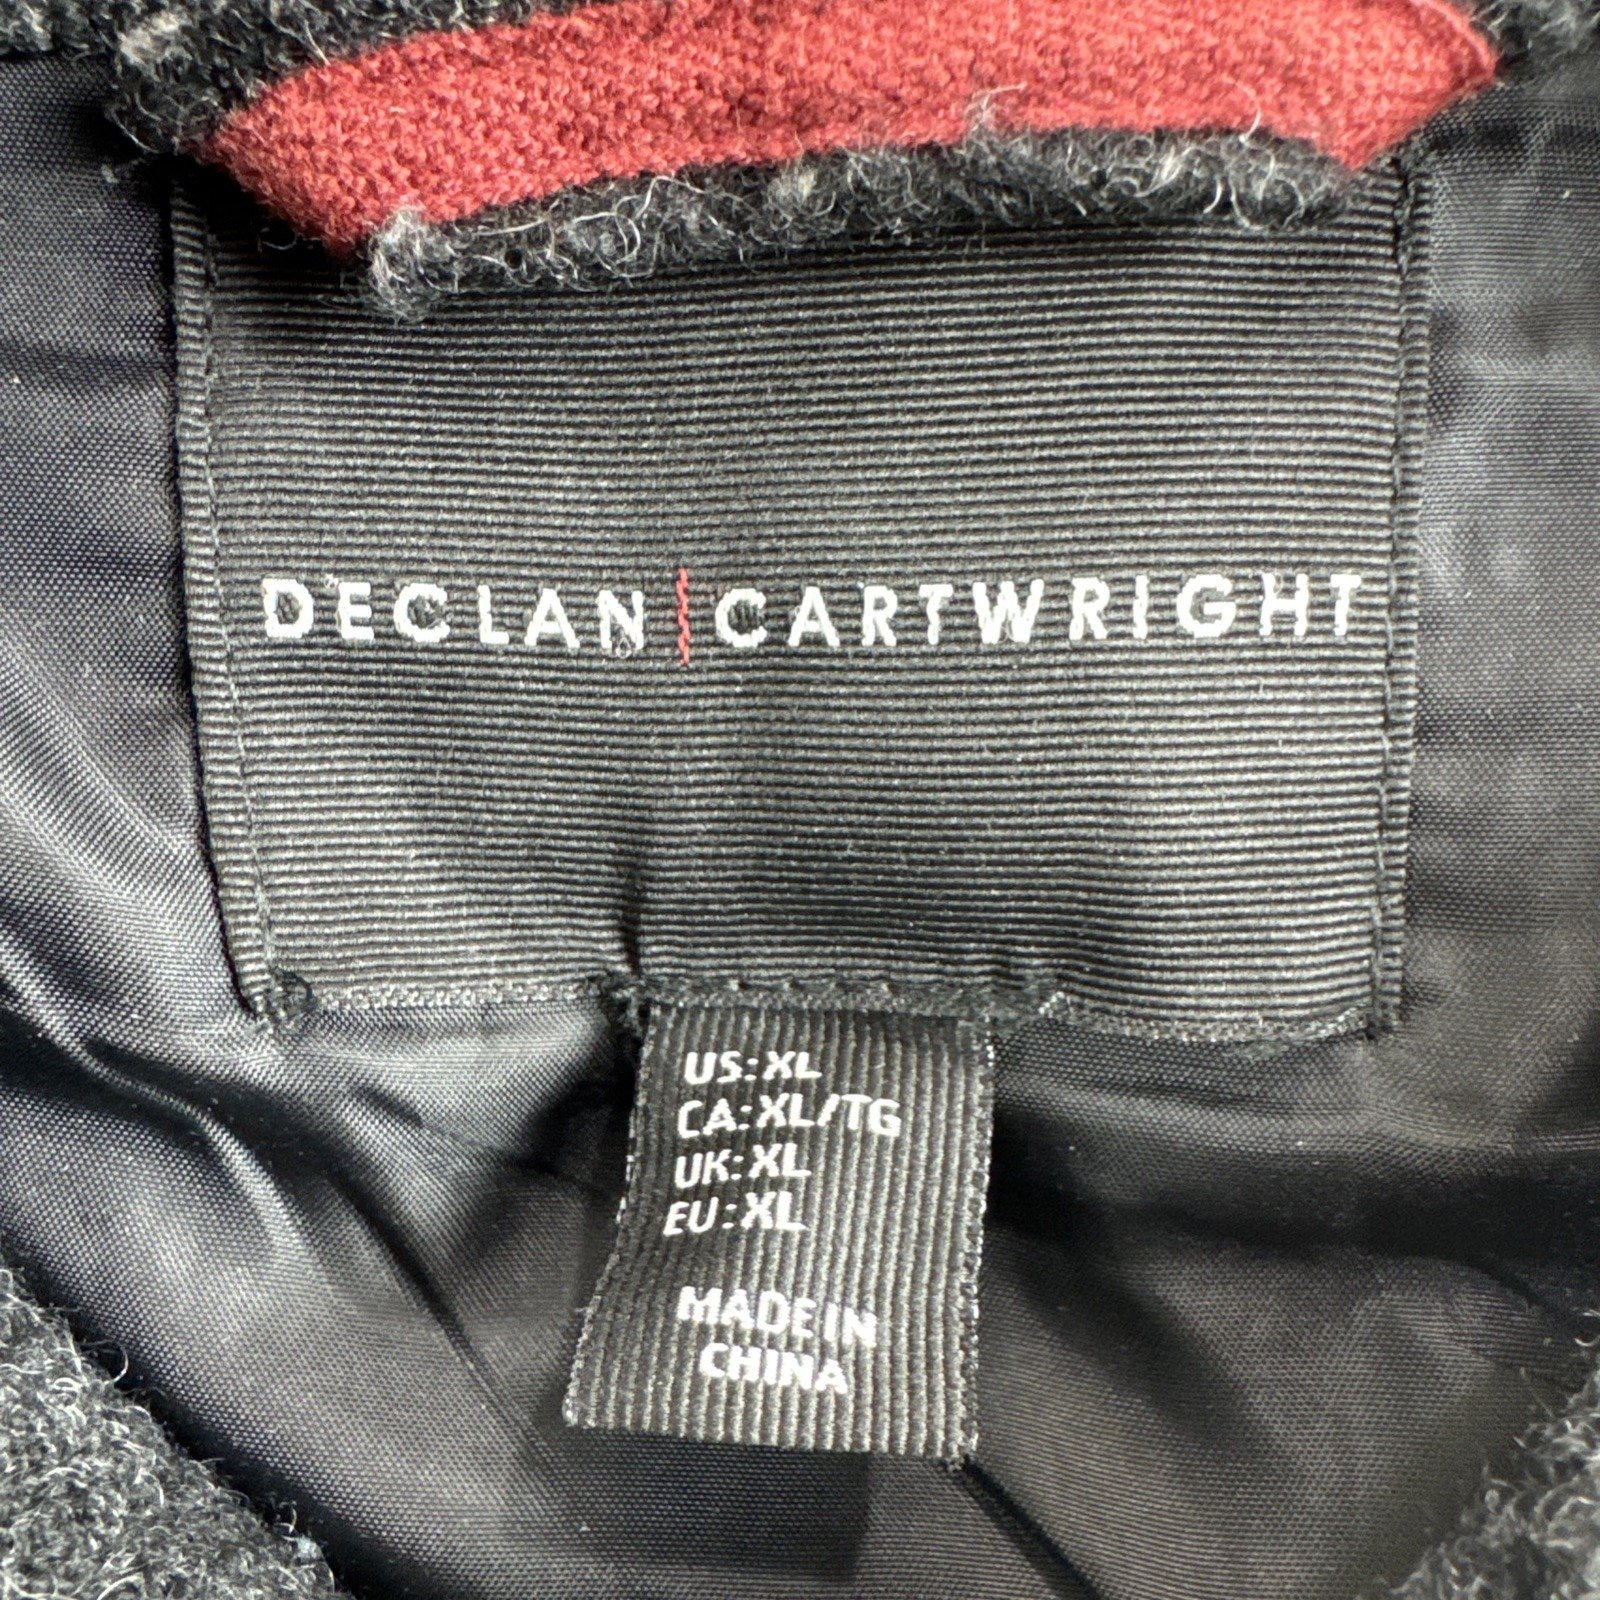 DECLAN | CARTWRIGHT
US: XL
CA: XL/TG
UK: XL
EU: XL
MADE IN
CHINA